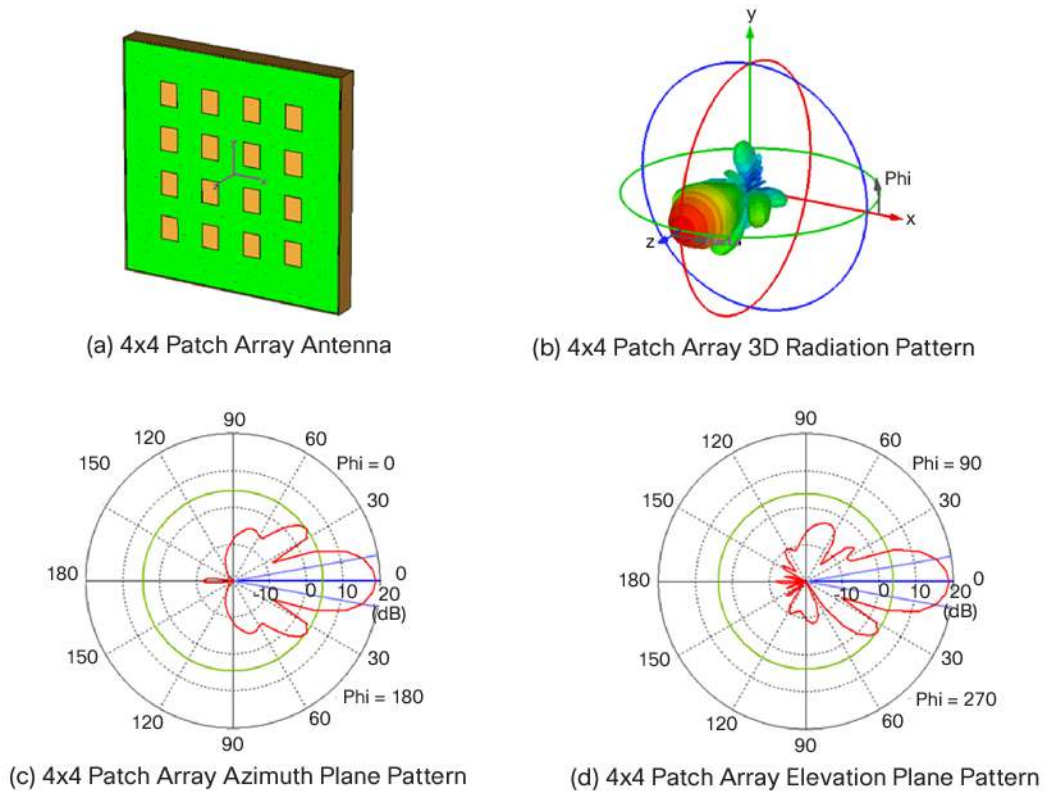 y
Phi
x
z
(a) 4x4 Patch Array Antenna
(b) 4x4 Patch Array 3D Radiation Pattern
90
120
60
Phi = 0
150
30
180
0
-10
0
10
20
(dB)
150
30
Phi = 180
120
60
90
(c) 4x4 Patch Array Azimuth Plane Pattern
90
120
60
Phi = 90
150
30
180
0
-10
0
10
20
(dB)
150
30
Phi = 270
120
60
90
(d) 4x4 Patch Array Elevation Plane Pattern